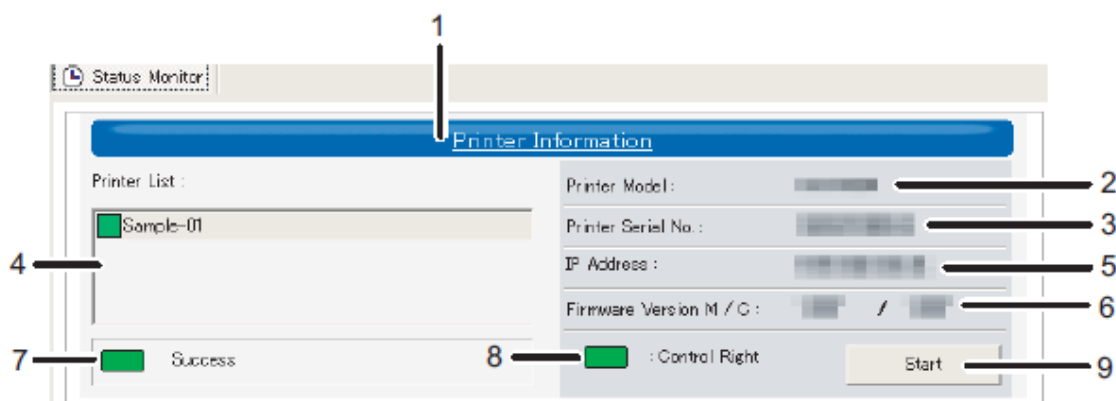 1
Status Monitor
Printer Information
Printer List :
Printer Model :
2
Sample-01
Printer Serial No. :
3
4
IP Address :
5
Firmware Version M / C :
/
6
7
Success
8
: Control Right
Start
9